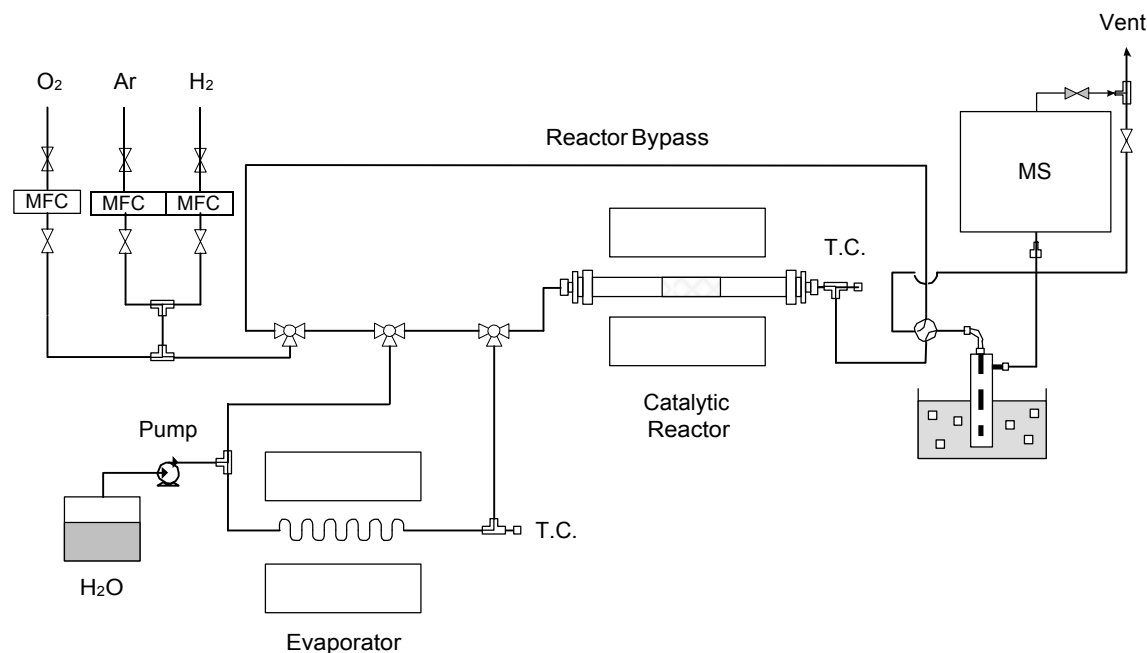 Vent
O₂ Ar H₂
Reactor Bypass
MFC MFC MFC
MS
T.C.
Catalytic
Reactor
Pump
T.C.
H₂O
Evaporator